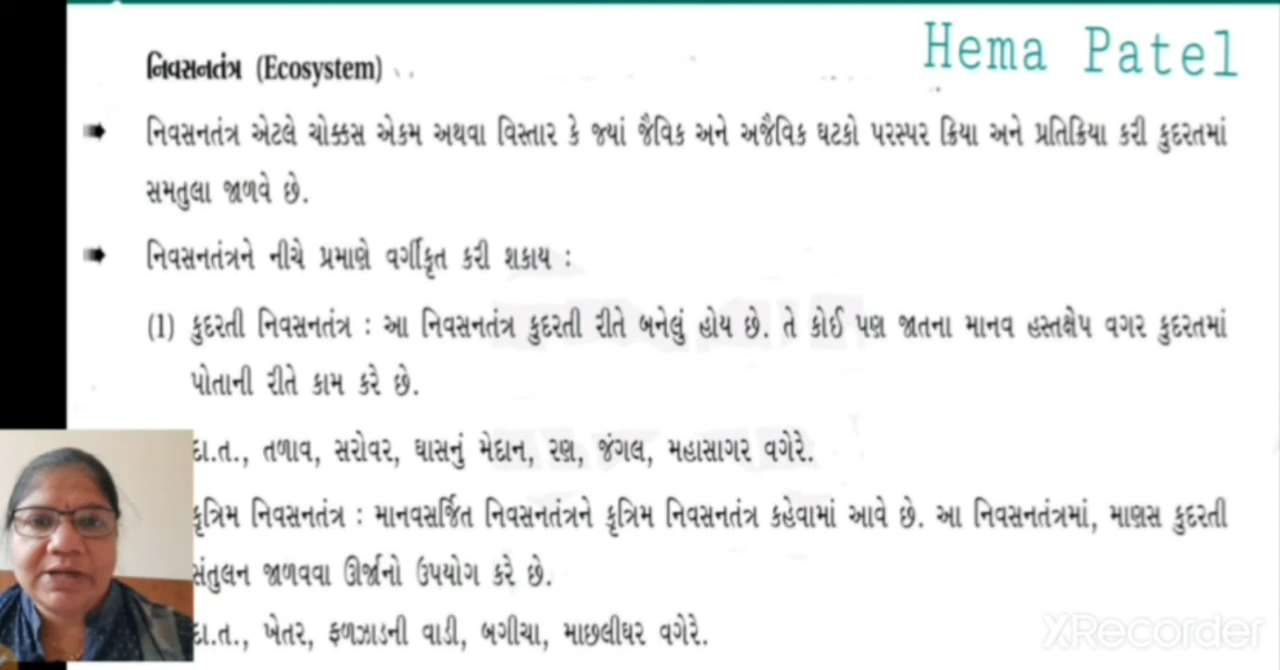 Hema Patel
નિવસનતંત્ર (Ecosystem)
નિવસનતંત્ર એટલે ચોક્કસ એકમ અથવા વિસ્તાર કે જ્યાં જૈવિક અને અજૈવિક ઘટકો પરસ્પર ક્રિયા અને પ્રતિક્રિયા કરી કુદરતમાં
સમતુલા જાળવે છે.
નિવસનતંત્રને નીચે પ્રમાણે વર્ગીકૃત કરી શકાય :
(1) કુદરતી નિવસનતંત્ર : આ નિવસનતંત્ર કુદરતી રીતે બનેલું હોય છે. તે કોઈ પણ જાતના માનવ હસ્તક્ષેપ વગર કુદરતમાં
પોતાની રીતે કામ કરે છે.
દા.ત., તળાવ, સરોવર, ઘાસનું મેદાન, રણ, જંગલ, મહાસાગર વગેરે.
કૃત્રિમ નિવસનતંત્ર : માનવસર્જિત નિવસનતંત્રને કૃત્રિમ નિવસનતંત્ર કહેવામાં આવે છે. આ નિવસનતંત્રમાં, માણસ કુદરતી
સંતુલન જાળવવા ઊર્જાનો ઉપયોગ કરે છે.
દા.ત., ખેતર, ફળઝાડની વાડી, બગીચા, માછલીઘર વગેરે.
XRecorder